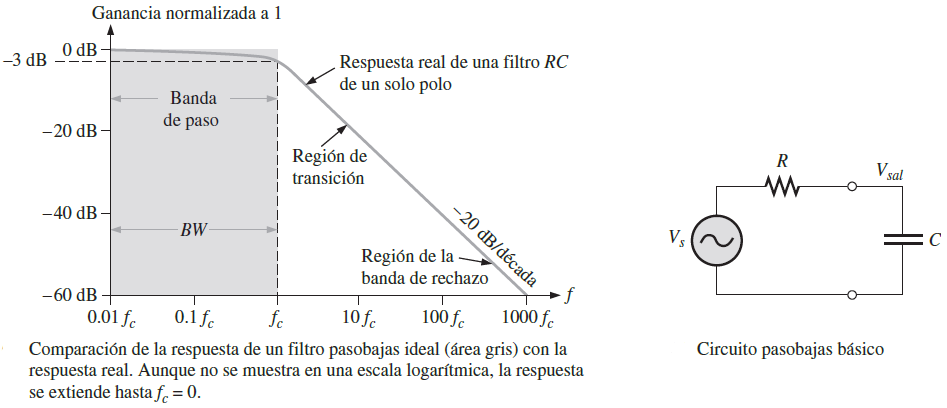 Ganancia normalizada a 1
0 dB
–3 dB
Respuesta real de una filtro RC
de un solo polo
Banda
de paso
–20 dB
Región de
transición
–40 dB
BW
–20 dB/década
Región de la
banda de rechazo
–60 dB
f
0.01 fc
0.1 fc
fc
10 fc
100 fc
1000 fc
Comparación de la respuesta de un filtro pasobajas ideal (área gris) con la
respuesta real. Aunque no se muestra en una escala logarítmica, la respuesta
se extiende hasta fc = 0.
R
Vsal
Vs
C
Circuito pasobajas básico